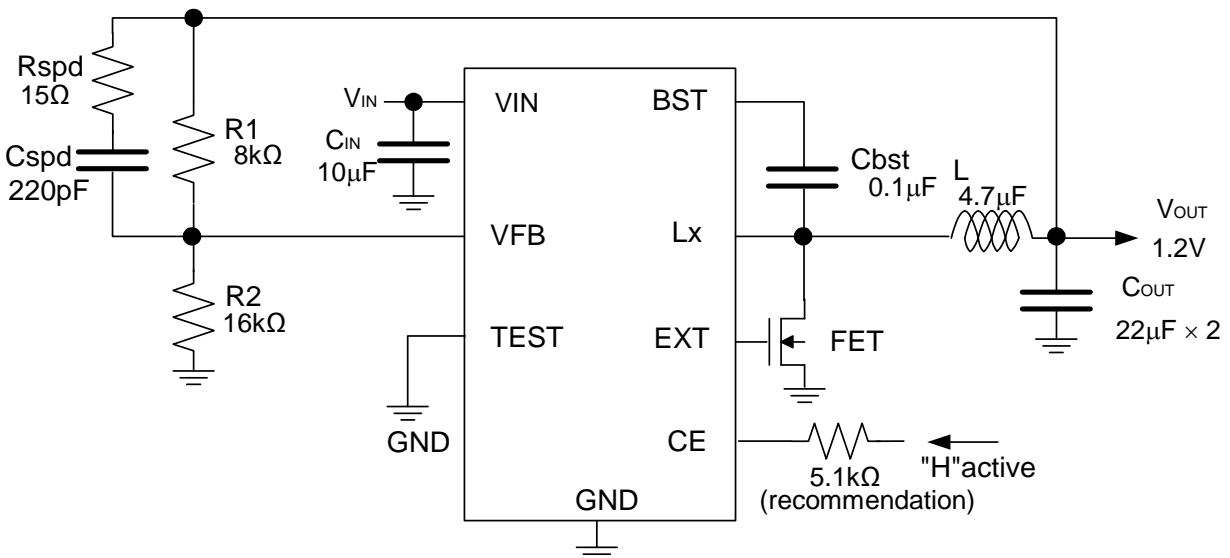 Rspd
15Ω
Cspd
220pF
R1
8kΩ
R2
16kΩ
VIN
CIN
10μF
VIN
BST
VFB
Lx
TEST
EXT
CE
GND
GND
Cbst
0.1μF
L
4.7μF
VOUT
1.2V
COUT
22μF × 2
FET
5.1kΩ
(recommendation)
"H"active